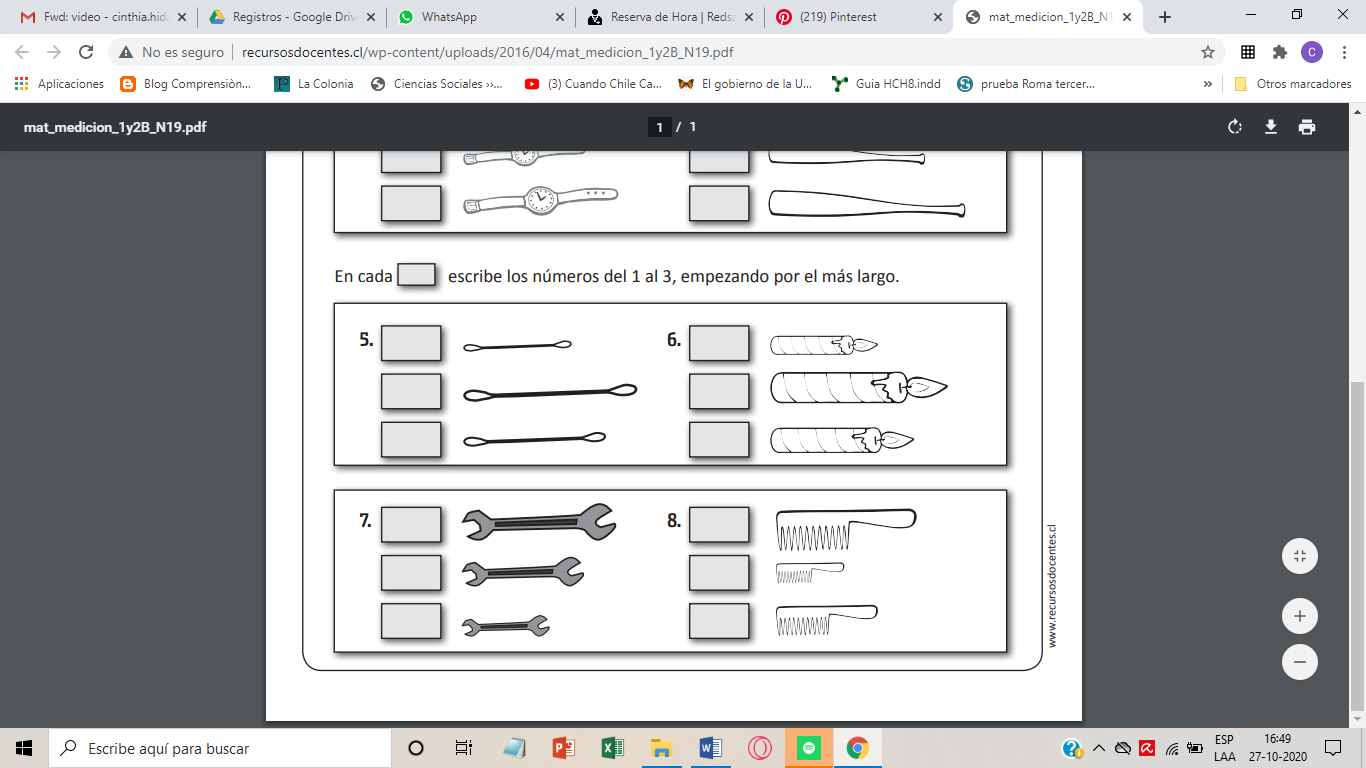 Fwd: video - cinthia.hida
Registros - Google Driv
WhatsApp
Reserva de Hora | Redsa
(219) Pinterest
mat_medicion_1y2B_N1
No es seguro
recursosdocentes.cl/wp-content/uploads/2016/04/mat_medicion_1y2B_N19.pdf
C
Aplicaciones
Blog Comprensiòn...
La Colonia
Ciencias Sociales ››...
(3) Cuando Chile Ca...
El gobierno de la U...
Guia HCH8.indd
prueba Roma tercer...
»
Otros marcadores
mat_medicion_1y2B_N19.pdf
1 / 1
En cada escribe los números del 1 al 3, empezando por el más largo.
5.
6.
7.
8.
www.recursosdocentes.cl
Escribe aquí para buscar
ESP
LAA
16:49
27-10-2020